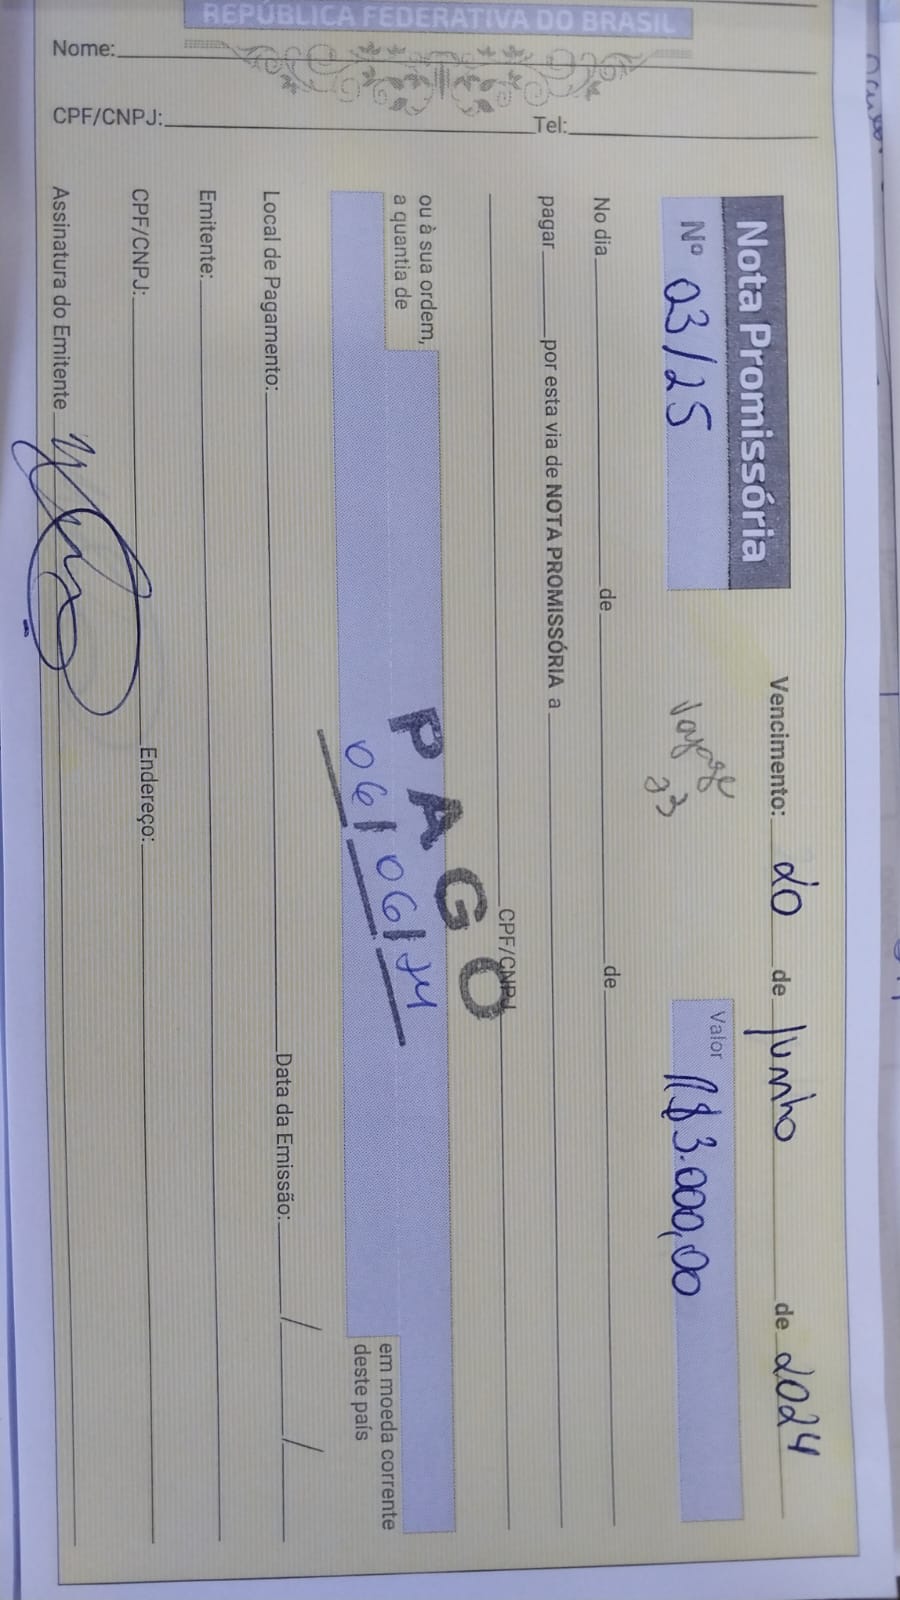 REPÚBLICA FEDERATIVA DO BRASIL
Nome:
CPF/CNPJ:
Tel:
Nota Promissória
Vencimento: 20 de Junho de 2024
Nº 03/25
Voyage
23
Valor R$ 3.000,00
No dia de de
pagar por esta via de NOTA PROMISSÓRIA a
CPF/CNPJ
ou à sua ordem,
a quantia de
PAGO
06/06/24
em moeda corrente
deste país
Local de Pagamento: Data da Emissão: / /
Emitente:
CPF/CNPJ: Endereço:
Assinatura do Emitente